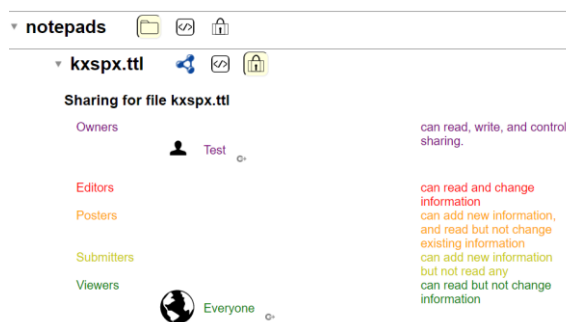 notepads
kxspx.ttl
Sharing for file kxspx.ttl
Owners
can read, write, and control
sharing.
Test
Editors
can read and change
information
Posters
can add new information,
and read but not change
existing information
Submitters
can add new information
but not read any
Viewers
can read but not change
information
Everyone